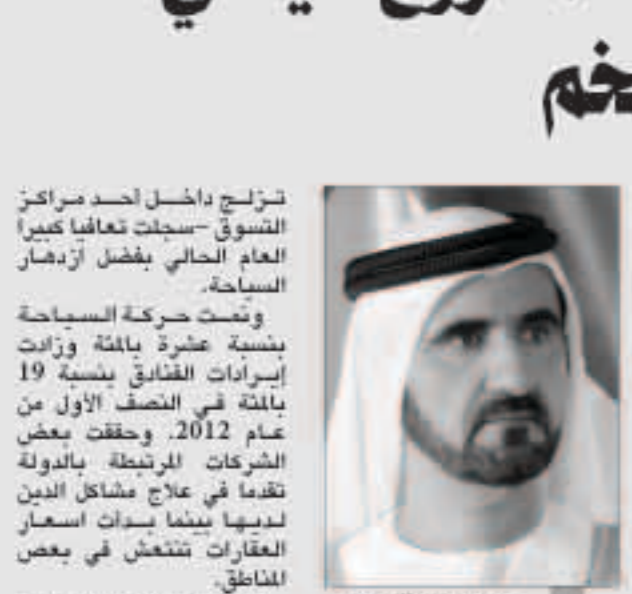 خم
تزلج داخل أحد مراكز
التسوق -سجلت تعافيا كبيرا
العام الحالي بفضل ازدهار
السياحة.
ونمت حركة السياحة
بنسبة عشرة بالمئة وزادت
إيرادات الفنادق بنسبة 19
بالمئة في النصف الأول من
عام 2012. وحققت بعض
الشركات المرتبطة بالدولة
تقدما في علاج مشاكل الدين
لديها بينما بدأت اسعار
العقارات تنتعش في بعض
المناطق.